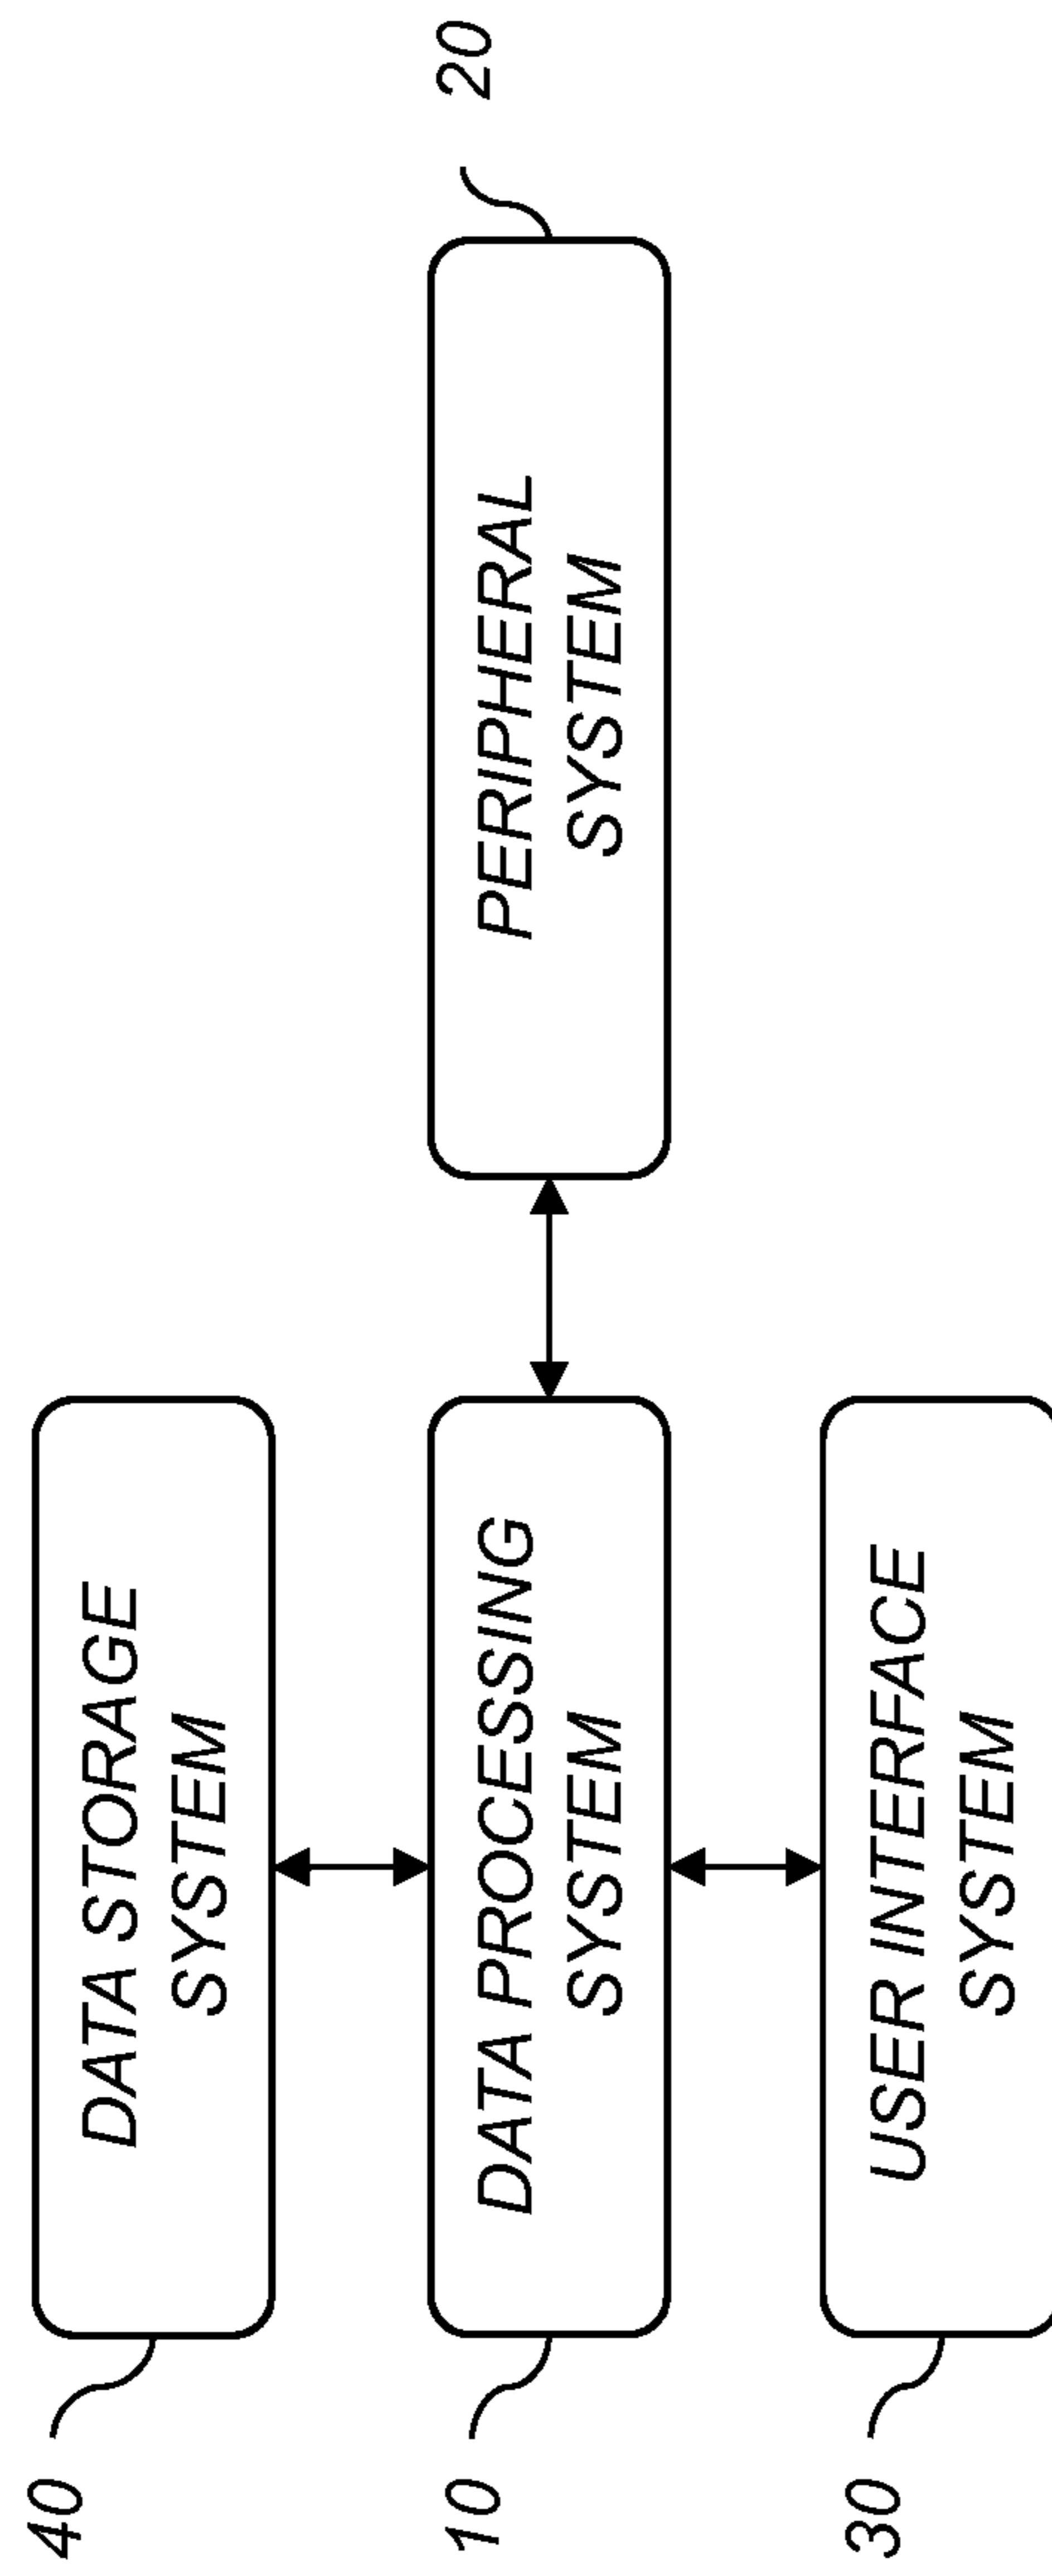 40
DATA STORAGE
SYSTEM
10
DATA PROCESSING
SYSTEM
PERIPHERAL
SYSTEM
20
30
USER INTERFACE
SYSTEM